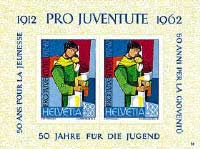 1912 PRO JUVENTUTE 1962
50 ANS POUR LA JEUNESSE
50 ANNI PER LA GIOVENTÙ
HELVETIA
HELVETIA
50 JAHRE FÜR DIE JUGEND